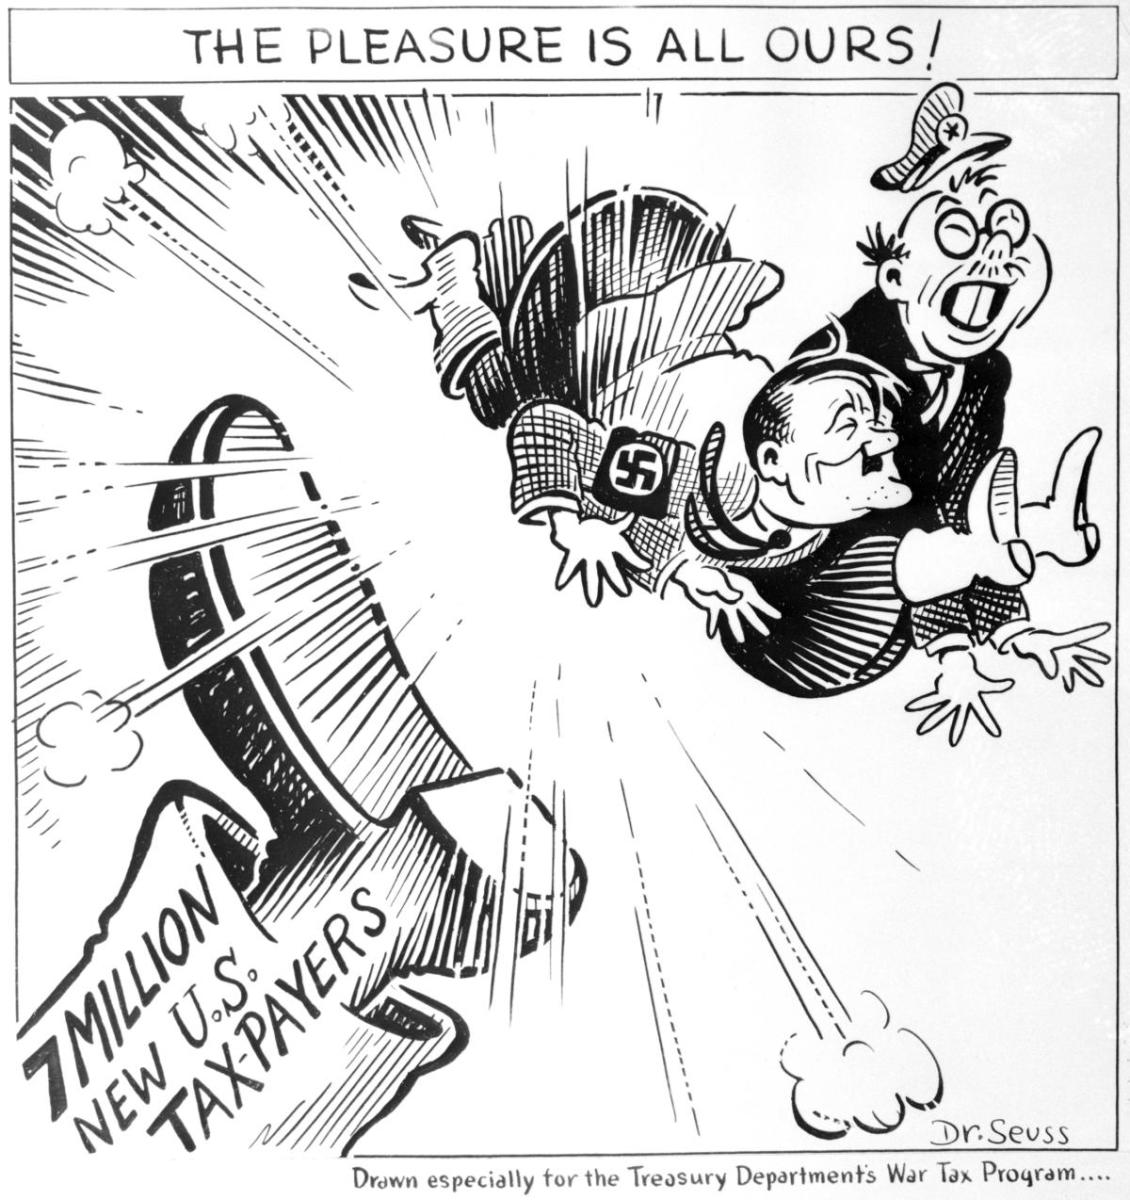 THE PLEASURE IS ALL OURS!
7 MILLION
NEW U.S.
TAX-PAYERS
Dr. Seuss
Drawn especially for the Treasury Department's War Tax Program....